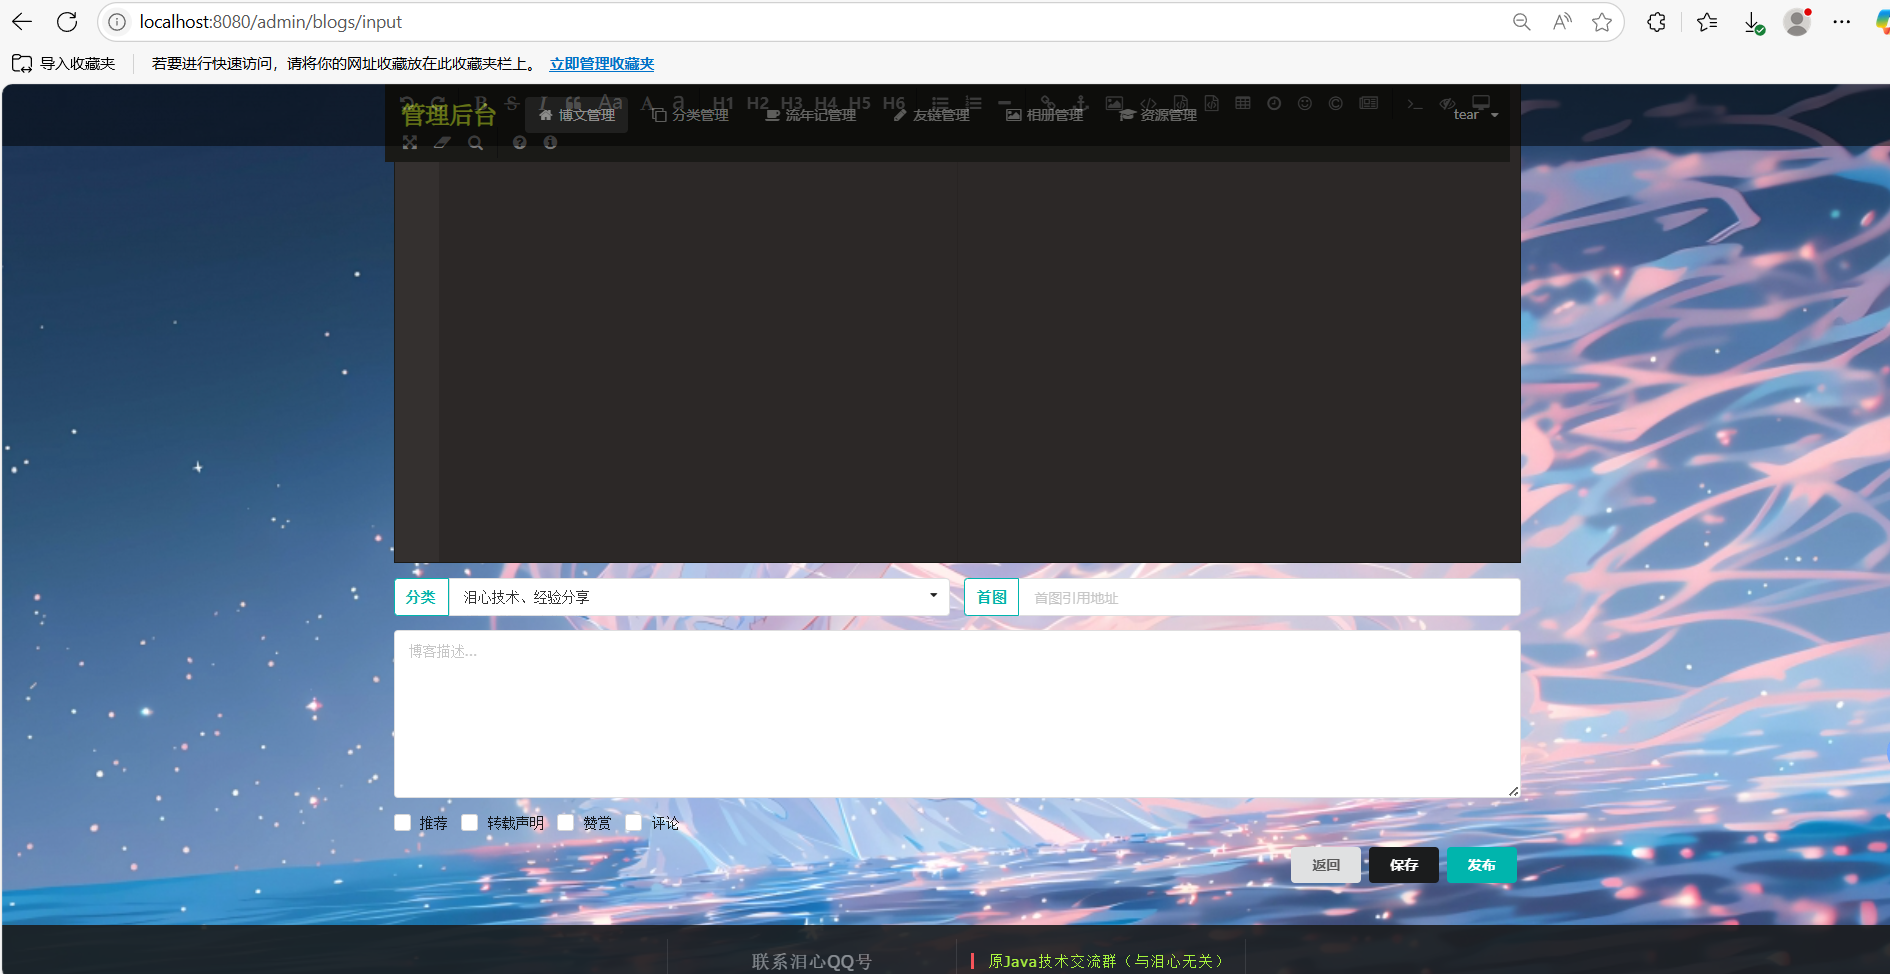 localhost:8080/admin/blogs/input
导入收藏夹 若要进行快速访问，请将你的网址收藏放在此收藏夹栏上。 立即管理收藏夹
B S I Aa A a H1 H2 H3 H4 H5 H6
管理后台 博文管理 分类管理 流年记管理 友链管理 相册管理 资源管理 tear
分类 泪心技术、经验分享 首图 首图引用地址
博客描述...
推荐 转载声明 赞赏 评论
返回 保存 发布
联系泪心QQ号 原Java技术交流群（与泪心无关）